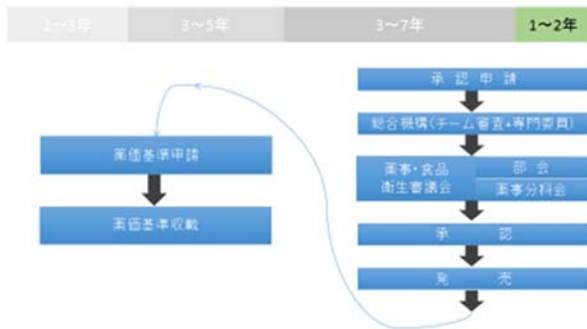 2～3年
3～5年
3～7年
1～2年
承認申請
総合機構(チーム審査+専門委員)
薬事・食品
衛生審議会
部会
薬事分科会
承認
発売
薬価基準申請
薬価基準収載